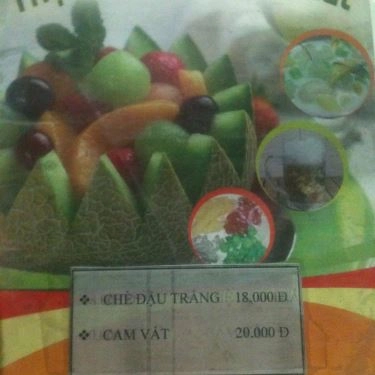 ❖ CHÈ ĐẬU TRẮNG 18,000 Đ
❖ CAM VẮT 20.000 Đ